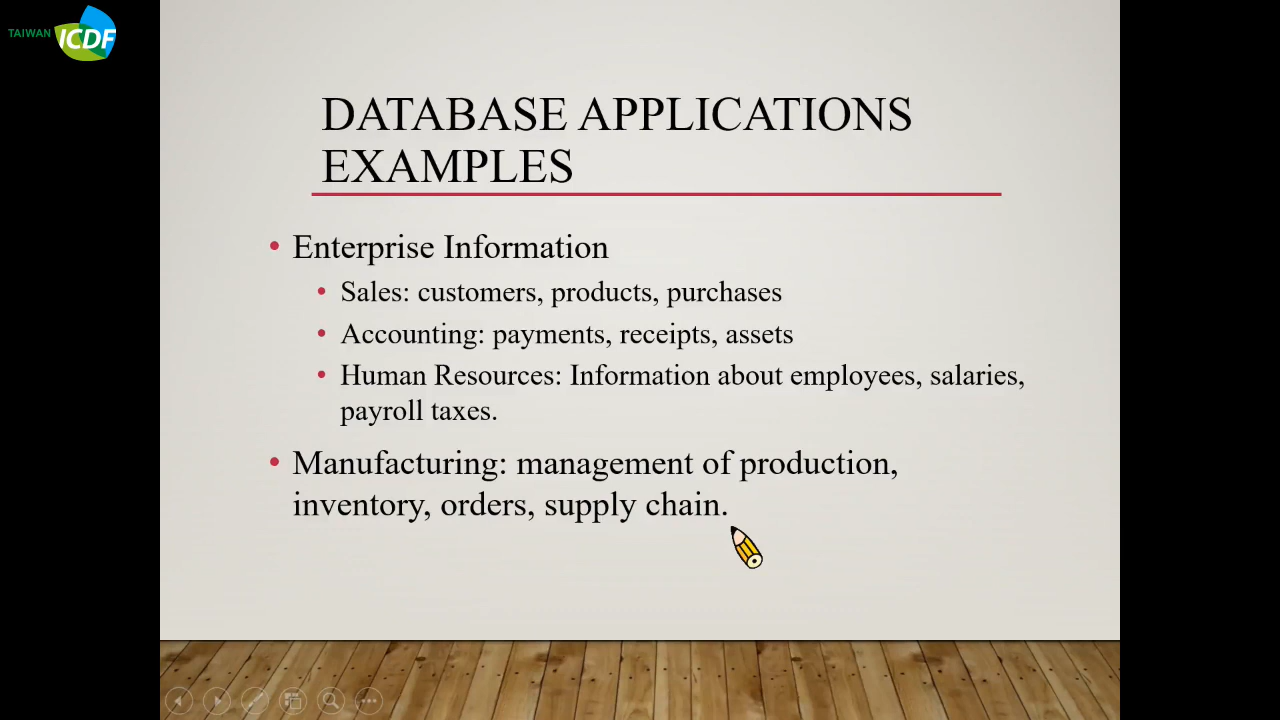 TAIWAN ICDF
DATABASE APPLICATIONS
EXAMPLES
• Enterprise Information
• Sales: customers, products, purchases
• Accounting: payments, receipts, assets
• Human Resources: Information about employees, salaries,
payroll taxes.
• Manufacturing: management of production,
inventory, orders, supply chain.